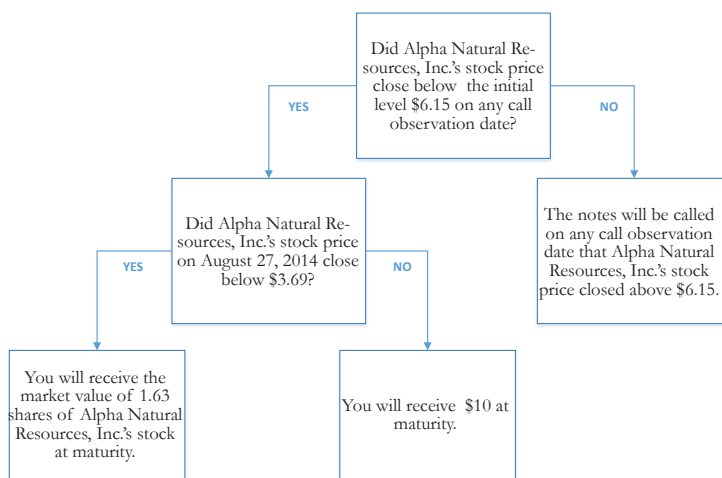 Did Alpha Natural Re-
sources, Inc.'s stock price
close below the initial
level $6.15 on any call
observation date?
YES
NO
Did Alpha Natural Re-
sources, Inc.'s stock price
on August 27, 2014 close
below $3.69?
The notes will be called
on any call observation
date that Alpha Natural
Resources, Inc.'s stock
price closed above $6.15.
YES
NO
You will receive the
market value of 1.63
shares of Alpha Natural
Resources, Inc.'s stock
at maturity.
You will receive $10 at
maturity.